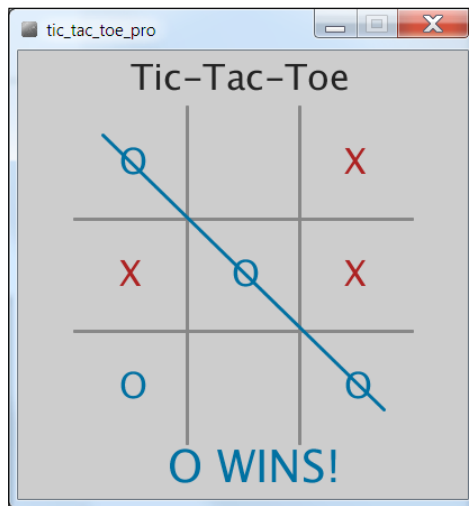 tic_tac_toe_pro
Tic-Tac-Toe
O X
X O X
O O
O WINS!